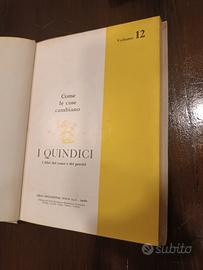 Volume 12
Come
le cose
cambiano
I QUINDICI
I libri del come e del perché
subito